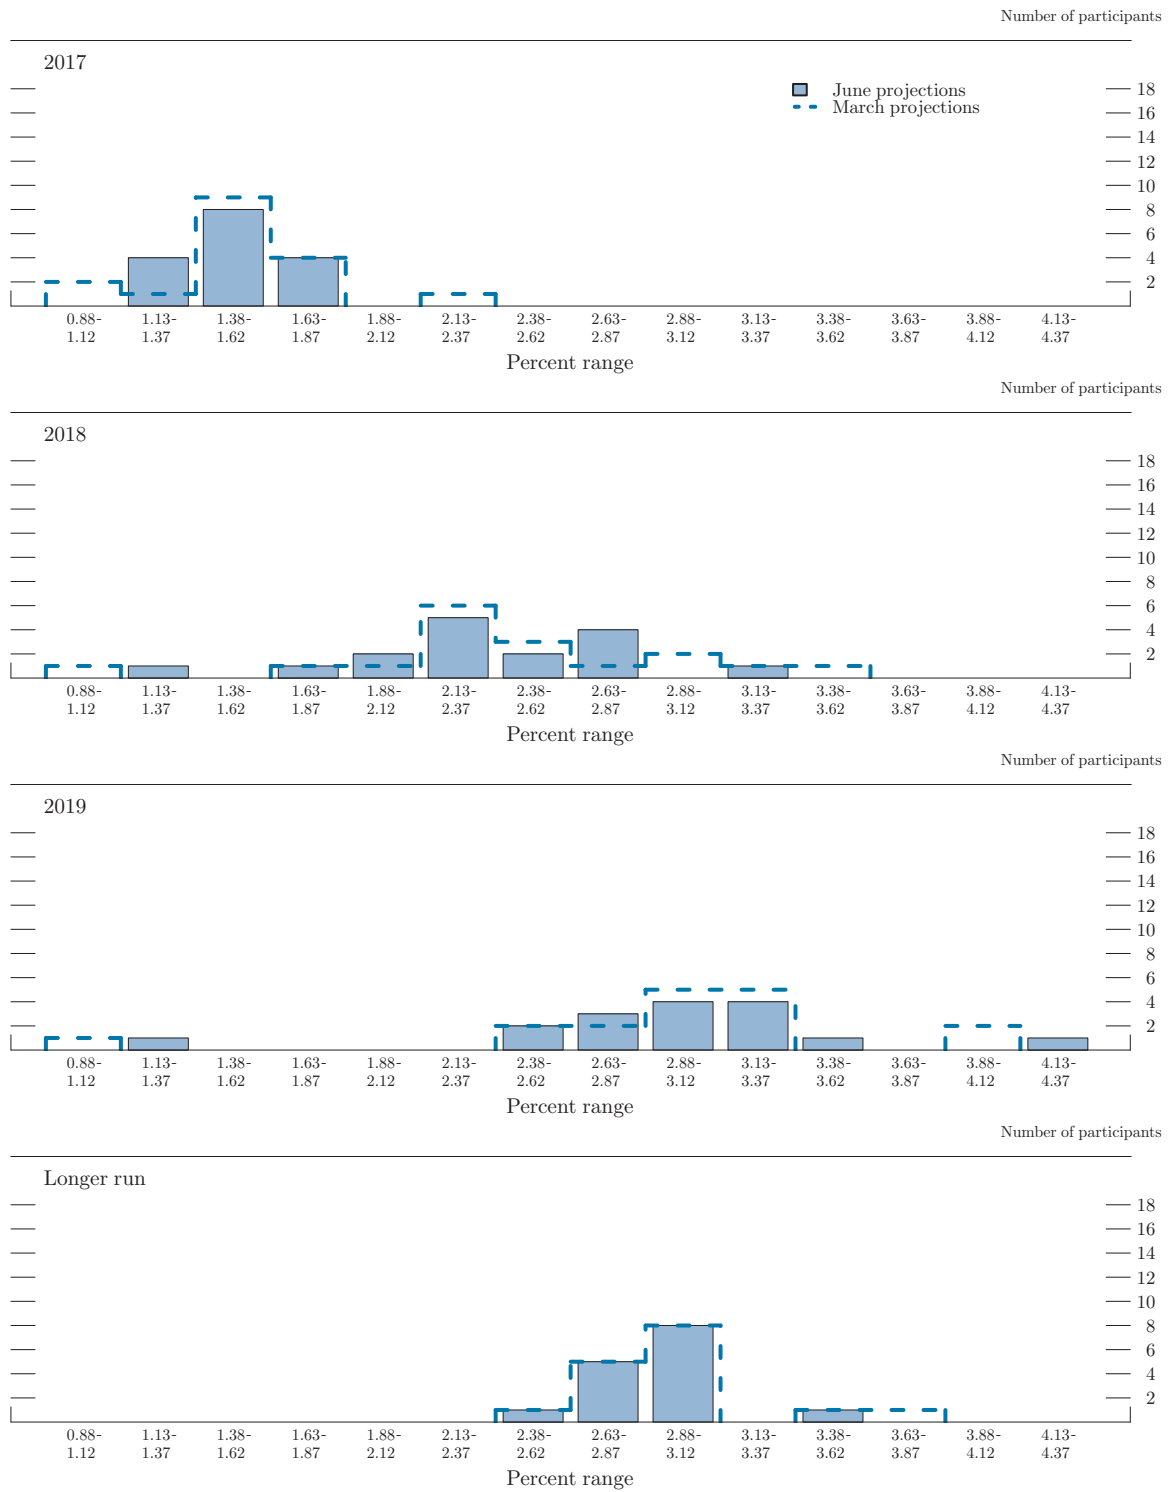 Number of participants
2017
June projections
March projections
18
16
14
12
10
8
6
4
2
0.88- 1.13- 1.38- 1.63- 1.88- 2.13- 2.38- 2.63- 2.88- 3.13- 3.38- 3.63- 3.88- 4.13-
1.12 1.37 1.62 1.87 2.12 2.37 2.62 2.87 3.12 3.37 3.62 3.87 4.12 4.37
Percent range
Number of participants
2018
18
16
14
12
10
8
6
4
2
0.88- 1.13- 1.38- 1.63- 1.88- 2.13- 2.38- 2.63- 2.88- 3.13- 3.38- 3.63- 3.88- 4.13-
1.12 1.37 1.62 1.87 2.12 2.37 2.62 2.87 3.12 3.37 3.62 3.87 4.12 4.37
Percent range
Number of participants
2019
18
16
14
12
10
8
6
4
2
0.88- 1.13- 1.38- 1.63- 1.88- 2.13- 2.38- 2.63- 2.88- 3.13- 3.38- 3.63- 3.88- 4.13-
1.12 1.37 1.62 1.87 2.12 2.37 2.62 2.87 3.12 3.37 3.62 3.87 4.12 4.37
Percent range
Number of participants
Longer run
18
16
14
12
10
8
6
4
2
0.88- 1.13- 1.38- 1.63- 1.88- 2.13- 2.38- 2.63- 2.88- 3.13- 3.38- 3.63- 3.88- 4.13-
1.12 1.37 1.62 1.87 2.12 2.37 2.62 2.87 3.12 3.37 3.62 3.87 4.12 4.37
Percent range